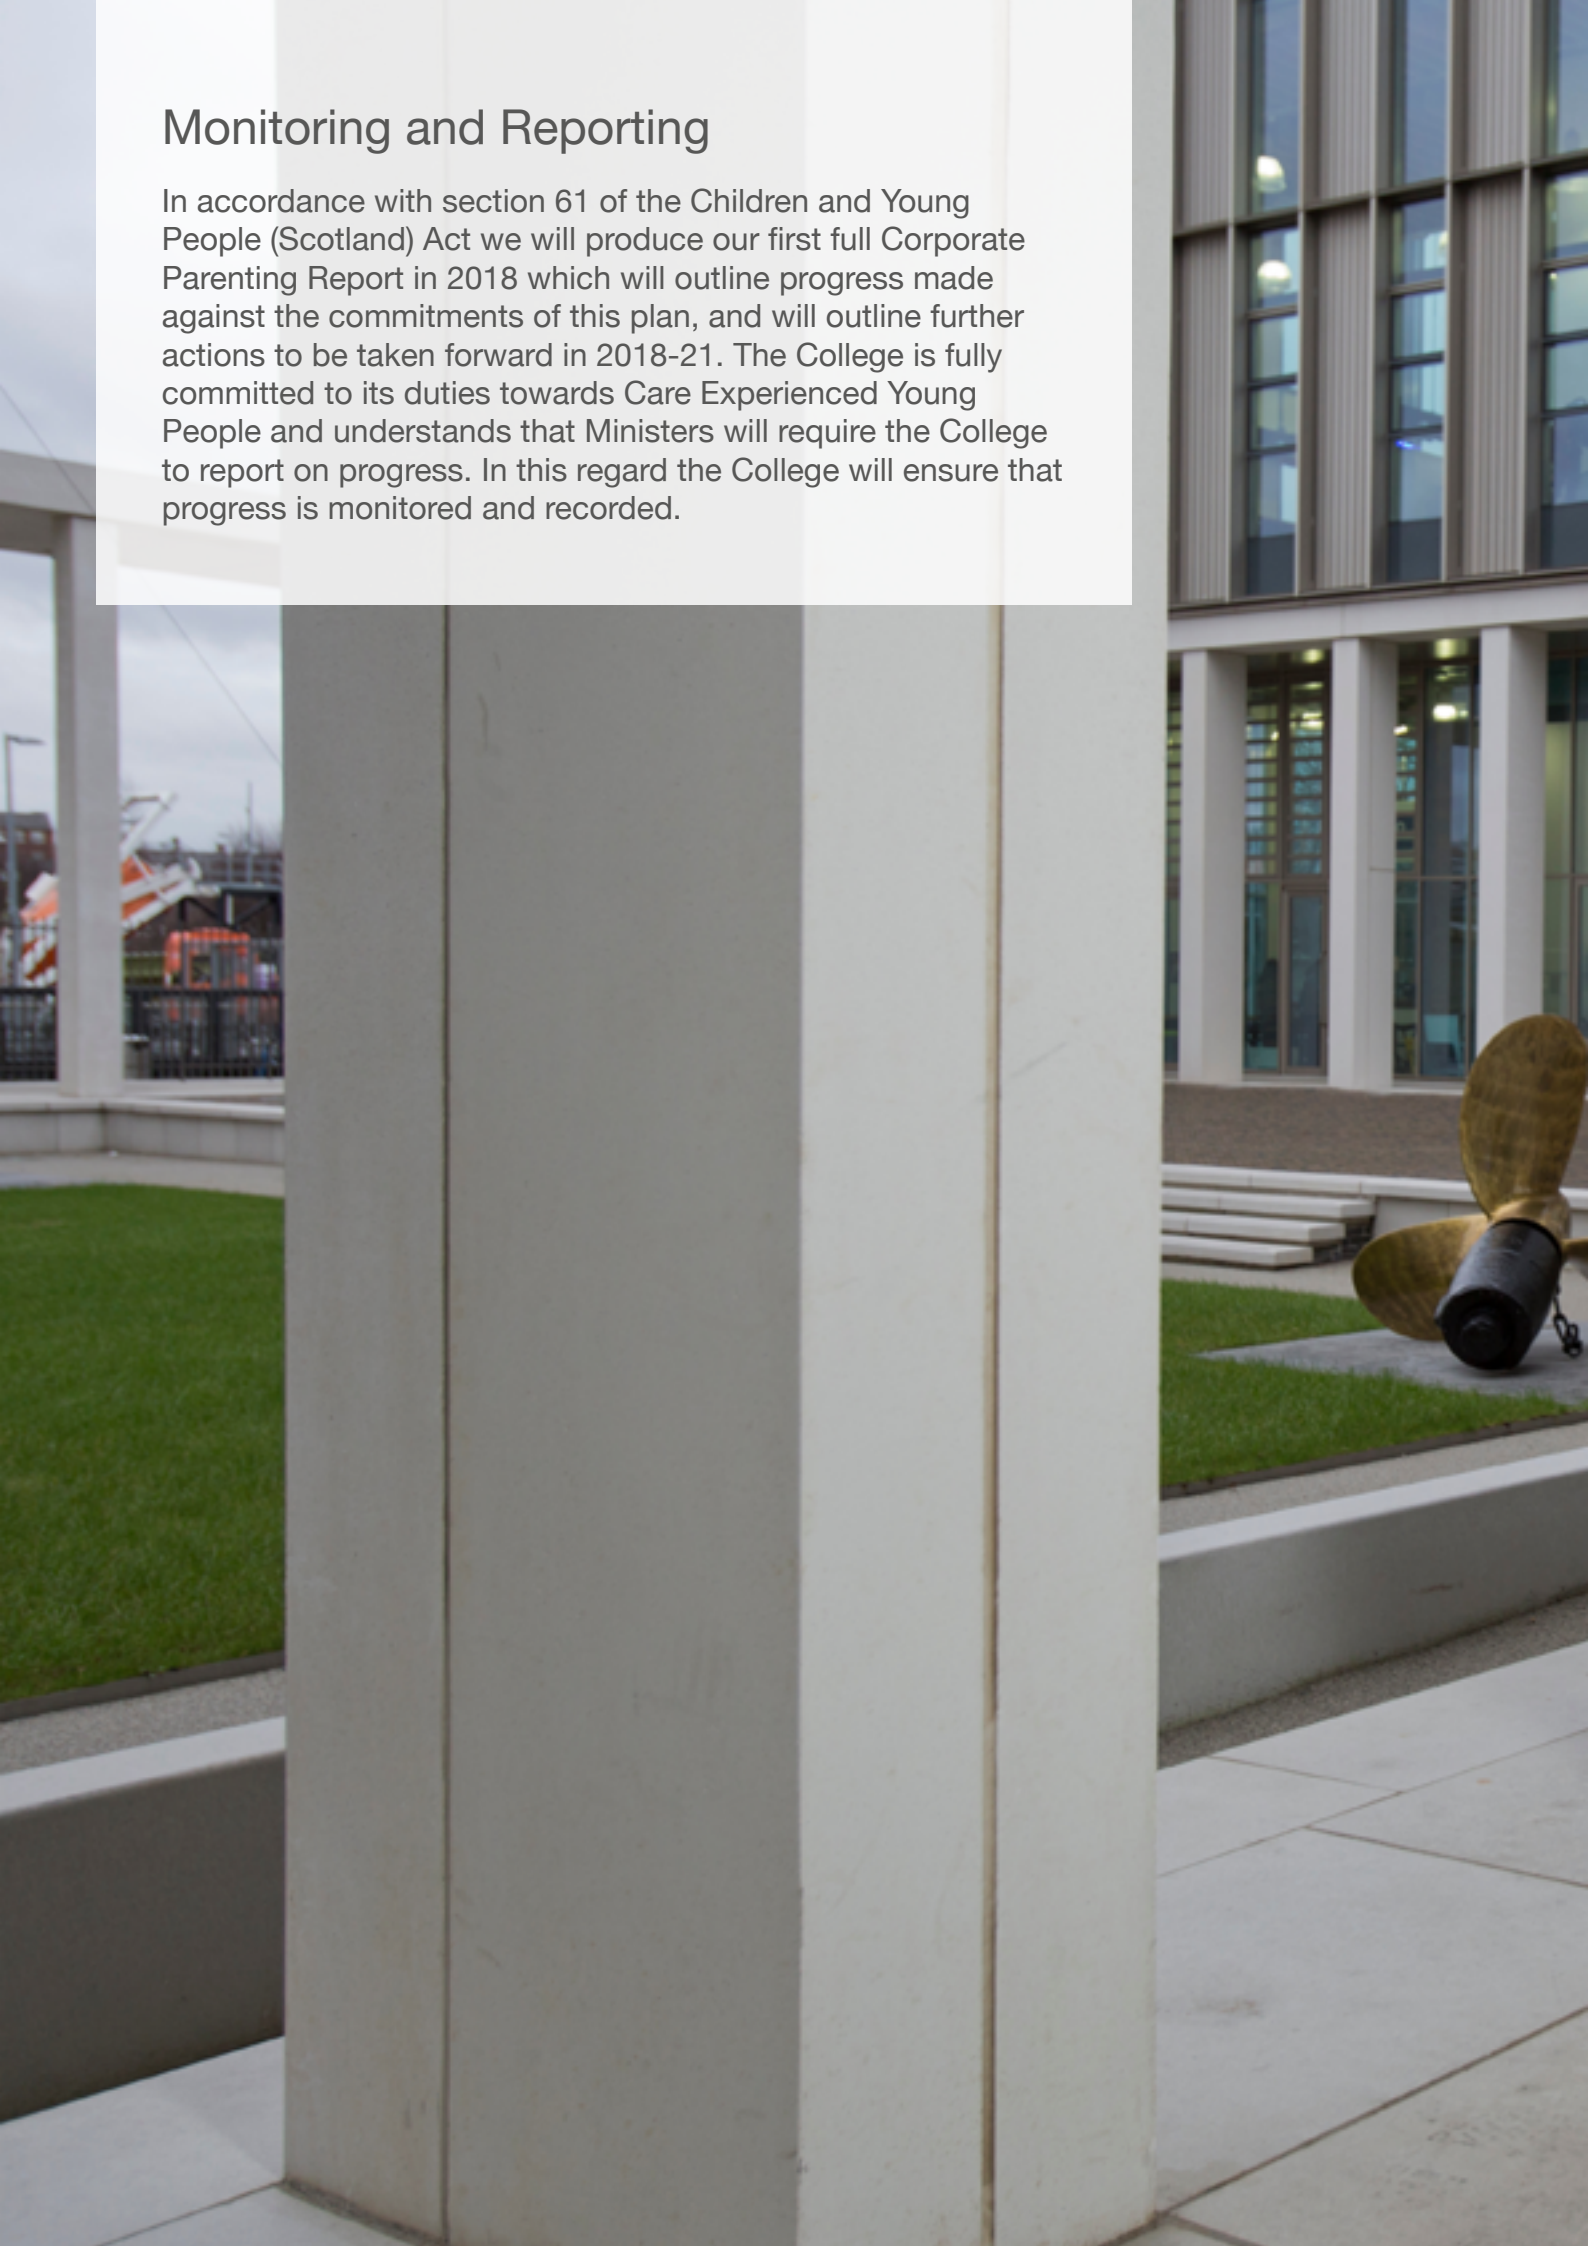 Monitoring and Reporting
In accordance with section 61 of the Children and Young
People (Scotland) Act we will produce our first full Corporate
Parenting Report in 2018 which will outline progress made
against the commitments of this plan, and will outline further
actions to be taken forward in 2018-21. The College is fully
committed to its duties towards Care Experienced Young
People and understands that Ministers will require the College
to report on progress. In this regard the College will ensure that
progress is monitored and recorded.